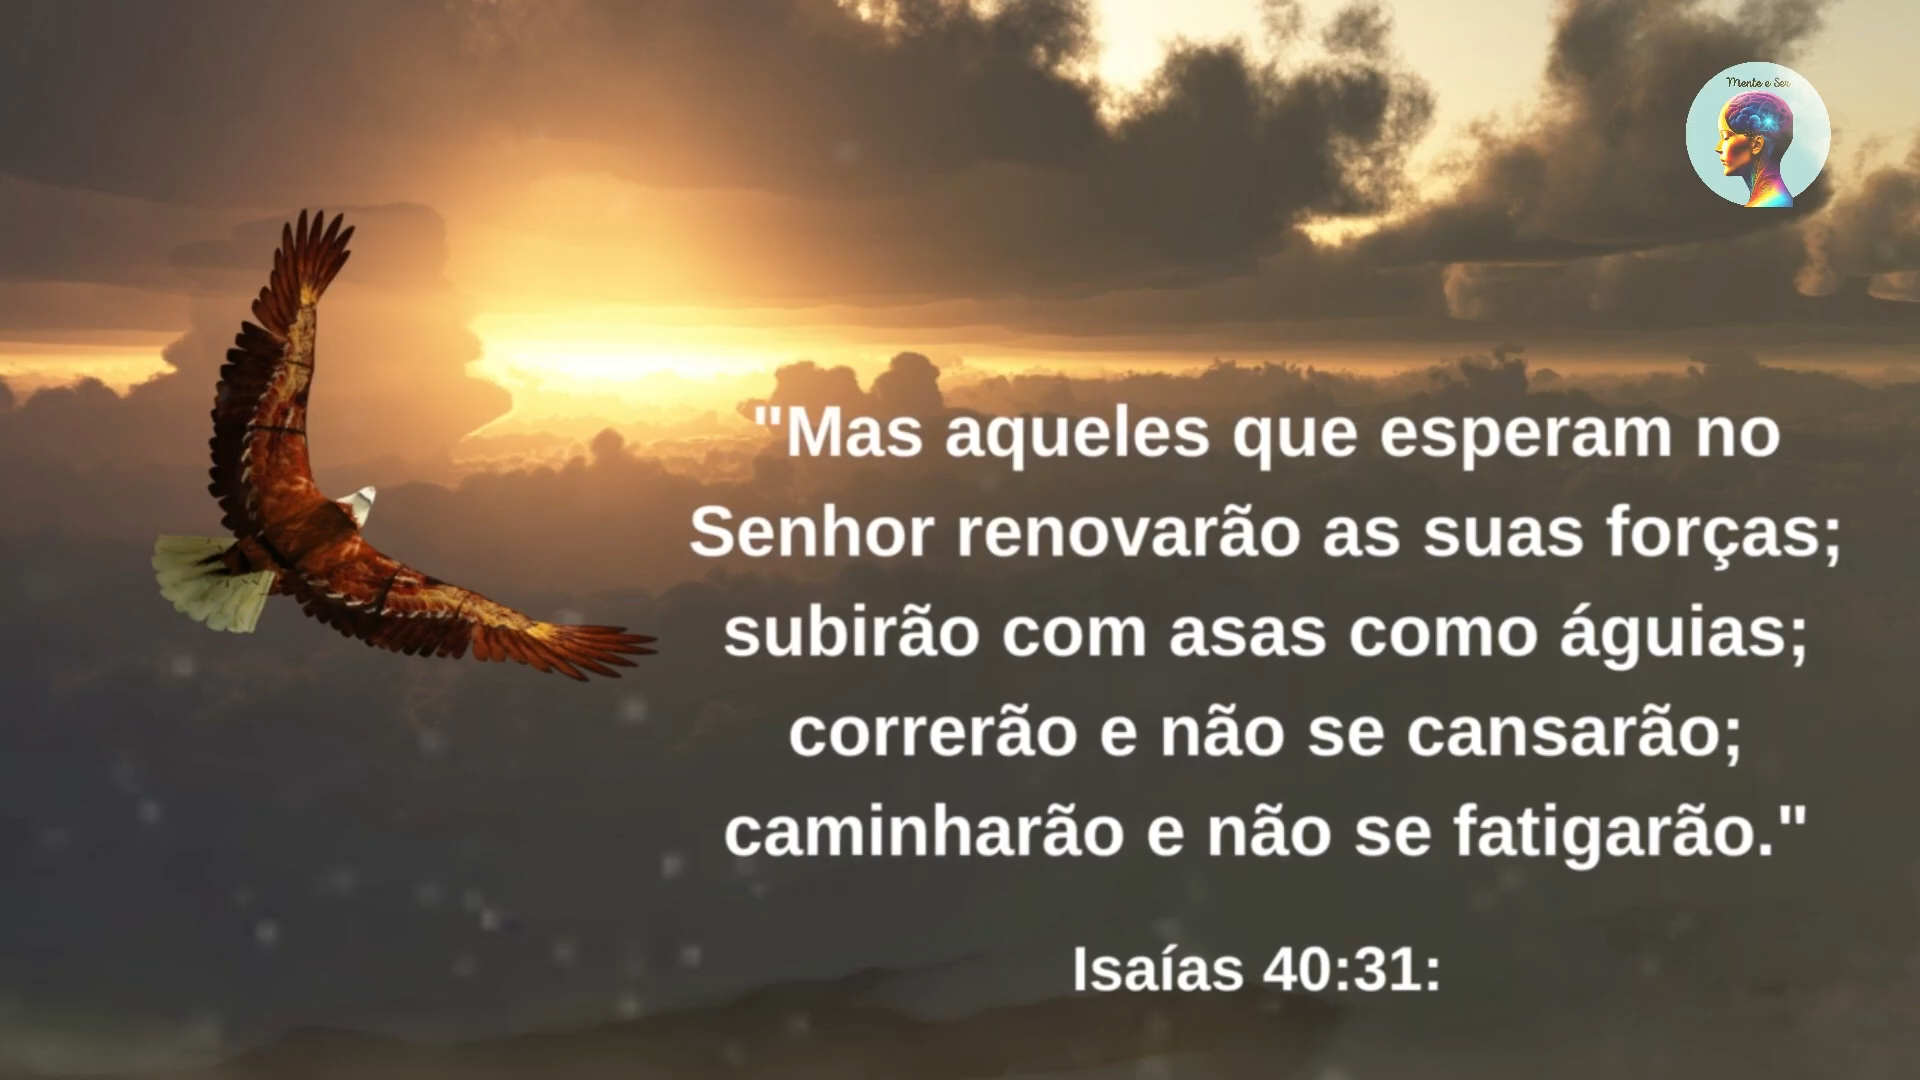 Mente e Ser
"Mas aqueles que esperam no
Senhor renovarão as suas forças;
subirão com asas como águias;
correrão e não se cansarão;
caminharão e não se fatigarão."
Isaías 40:31: